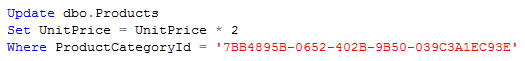 Update dbo.Products
Set UnitPrice = UnitPrice * 2
Where ProductCategoryId = '7BB4895B-0652-402B-9B50-039C3A1EC93E'